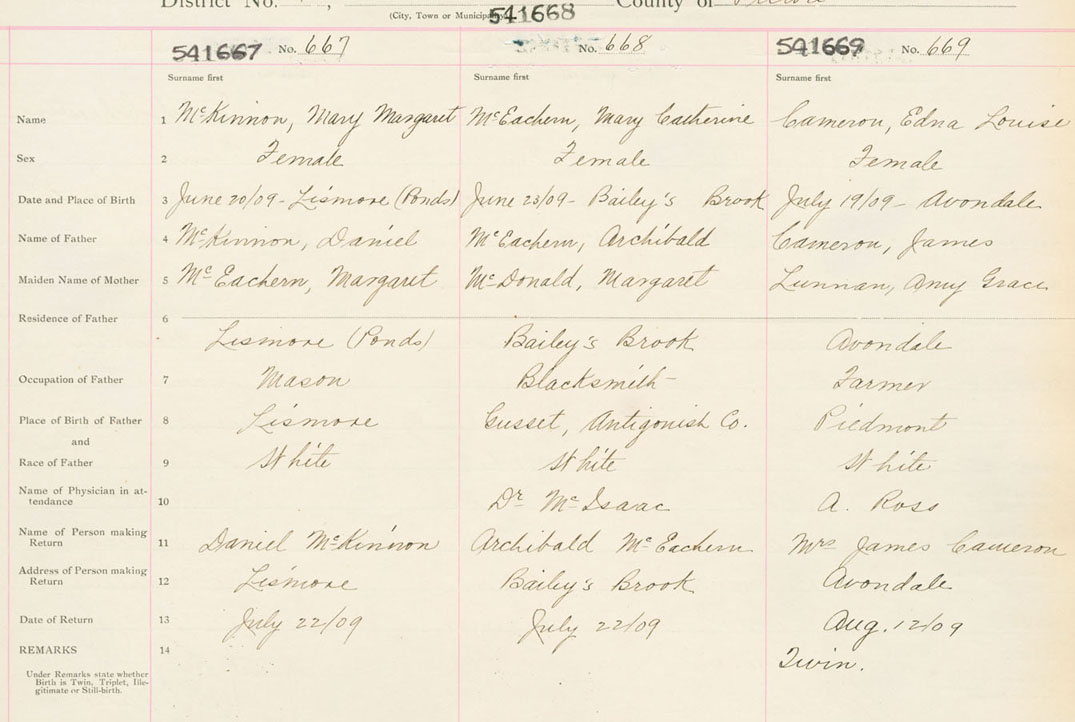 District No.
County of Pictou
(City, Town or Municipality)
541667 No. 667
541668 No. 668
541669 No. 669
Surname first Surname first Surname first
Name 1 McKinnon, Mary Margaret McEachern, Mary Catherine Cameron, Edna Louise
Sex 2 Female Female Female
Date and Place of Birth 3 June 20/09 - Lismore (Ponds) June 23/09 - Bailey's Brook July 19/09 - Avondale
Name of Father 4 McKinnon, Daniel McEachern, Archibald Cameron, James
Maiden Name of Mother 5 McEachern, Margaret McDonald, Margaret Lunnan, Amy Grace
Residence of Father 6
Lismore (Ponds) Bailey's Brook Avondale
Occupation of Father 7 Mason Blacksmith - Farmer
Place of Birth of Father 8 Lismore Gusset, Antigonish Co. Piedmont
and
Race of Father 9 White White White
Name of Physician in at-
tendance 10 Dr McIsaac A. Ross
Name of Person making
Return 11 Daniel McKinnon Archibald McEachern Mrs James Cameron
Address of Person making
Return 12 Lismore Bailey's Brook Avondale
Date of Return 13 July 22/09 July 22/09 Aug. 12/09
REMARKS 14 Twin.
Under Remarks state whether
Birth is Twin, Triplet, Ille-
gitimate or Still-birth.